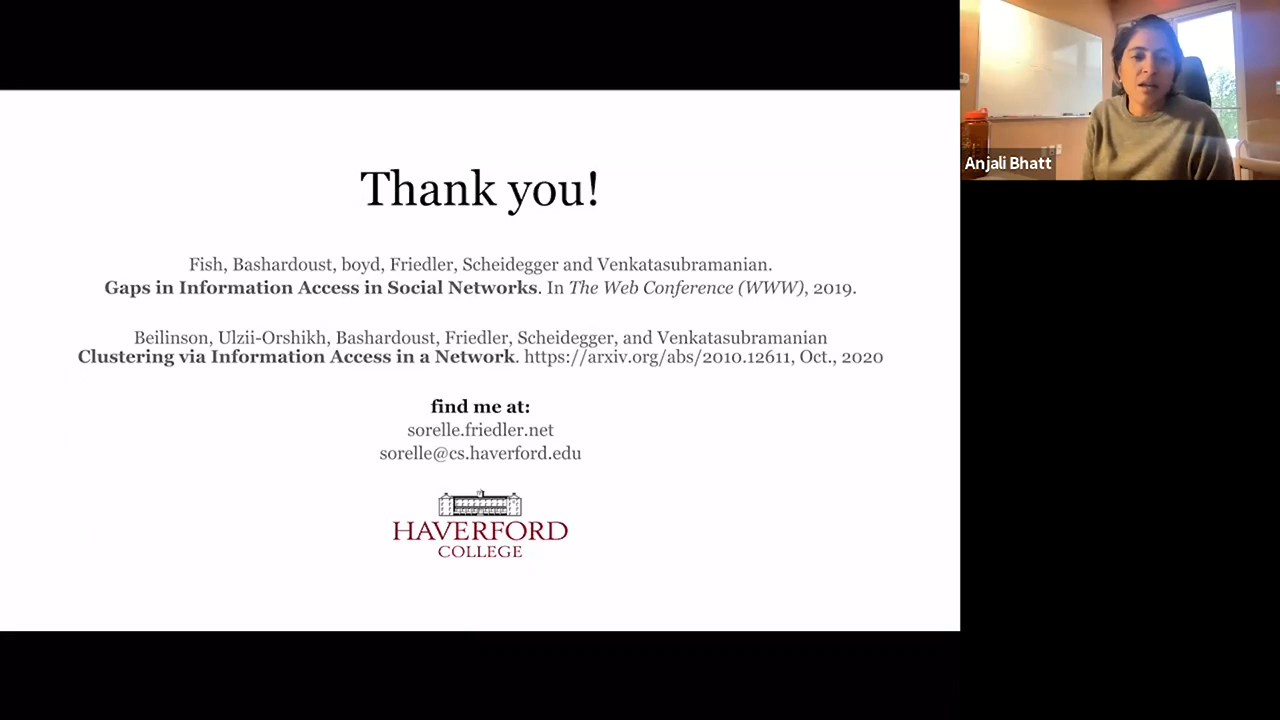 Thank you!
Fish, Bashardoust, boyd, Friedler, Scheidegger and Venkatasubramanian.
Gaps in Information Access in Social Networks. In The Web Conference (WWW), 2019.
Beilinson, Ulzii-Orshikh, Bashardoust, Friedler, Scheidegger, and Venkatasubramanian
Clustering via Information Access in a Network. https://arxiv.org/abs/2010.12611, Oct., 2020
find me at:
sorelle.friedler.net
sorelle@cs.haverford.edu
HAVERFORD
COLLEGE
Anjali Bhatt